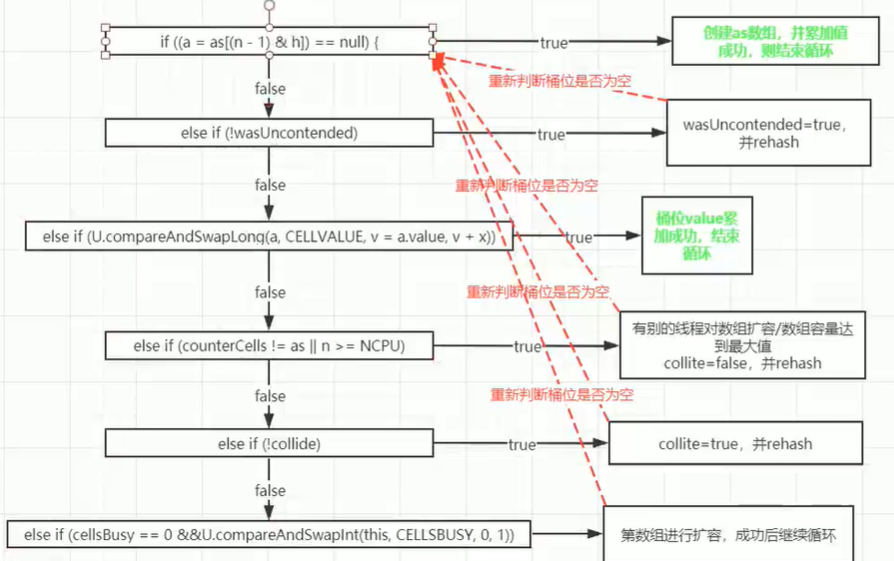 if ((a = as[(n - 1) & h]) == null) {
true
创建as数组，并累加值
成功，则结束循环
重新判断桶位是否为空
false
else if (!wasUncontended)
true
wasUncontended=true，
并rehash
重新判断桶位是否为空
false
else if (U.compareAndSwapLong(a, CELLVALUE, v = a.value, v + x))
true
桶位value累
加成功，结束
循环
重新判断桶位是否为空
false
else if (counterCells != as || n >= NCPU)
true
有别的线程对数组扩容/数组容量达
到最大值
collite=false，并rehash
重新判断桶位是否为空
false
else if (!collide)
true
collite=true，并rehash
false
else if (cellsBusy == 0 &&U.compareAndSwapInt(this, CELLSBUSY, 0, 1))
第数组进行扩容，成功后继续循环